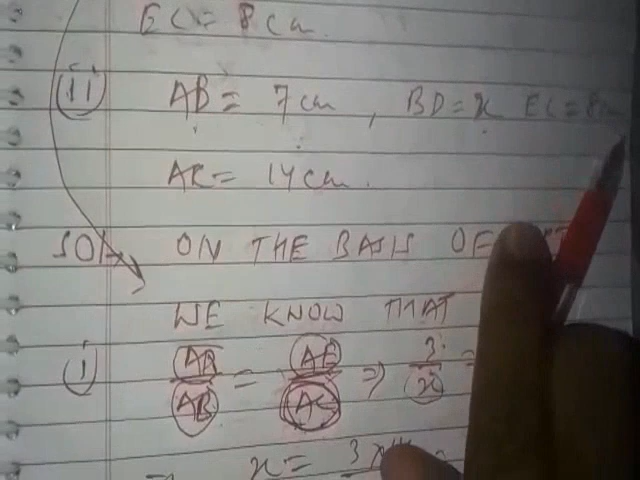 EC = 8 cm.
(ii) AB = 7 cm, BD = x EC = 8
AC = 14 cm.
SOL ON THE BASIS OF
WE KNOW THAT
(i) AB/AB = AE/AC ⇒ 3/x =
⇒ x = 3 x